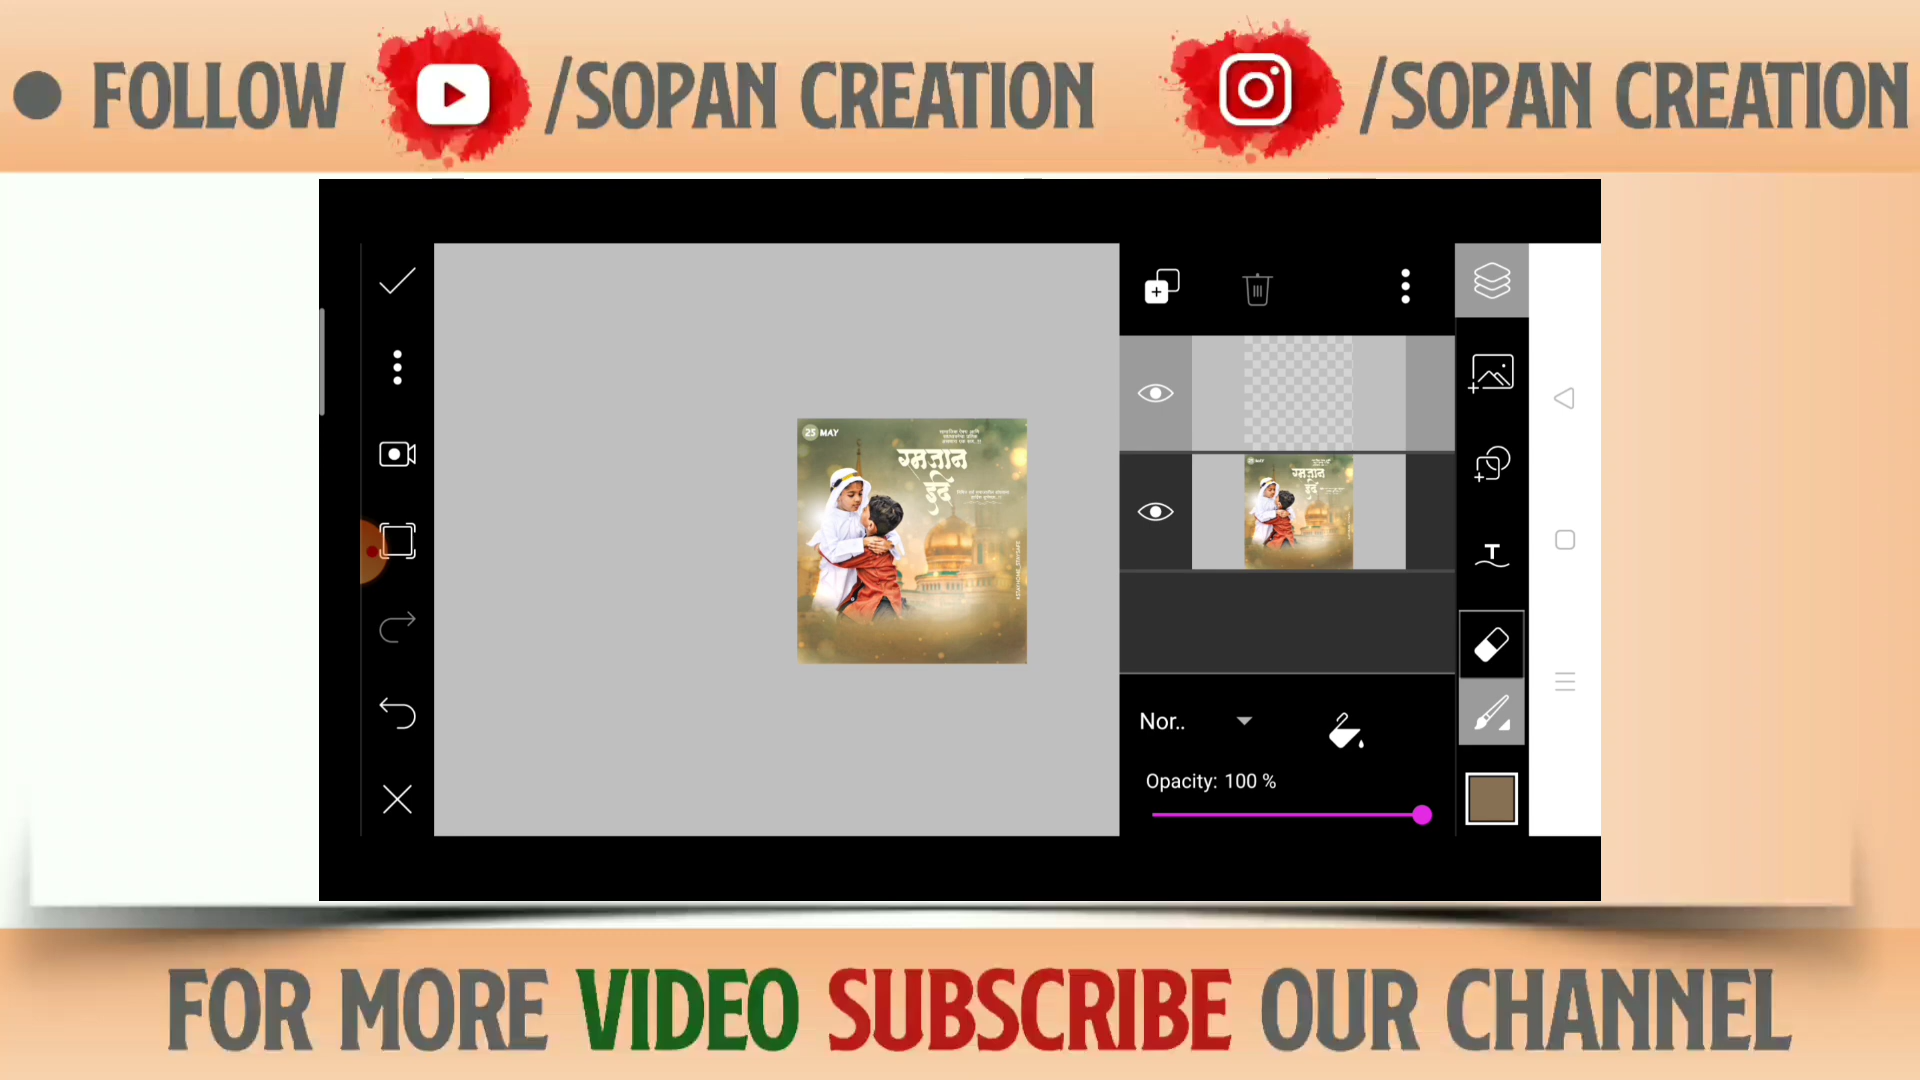 FOLLOW /SOPAN CREATION /SOPAN CREATION
25 MAY
रमजान
ईद
Nor..
Opacity: 100 %
T
FOR MORE VIDEO SUBSCRIBE OUR CHANNEL